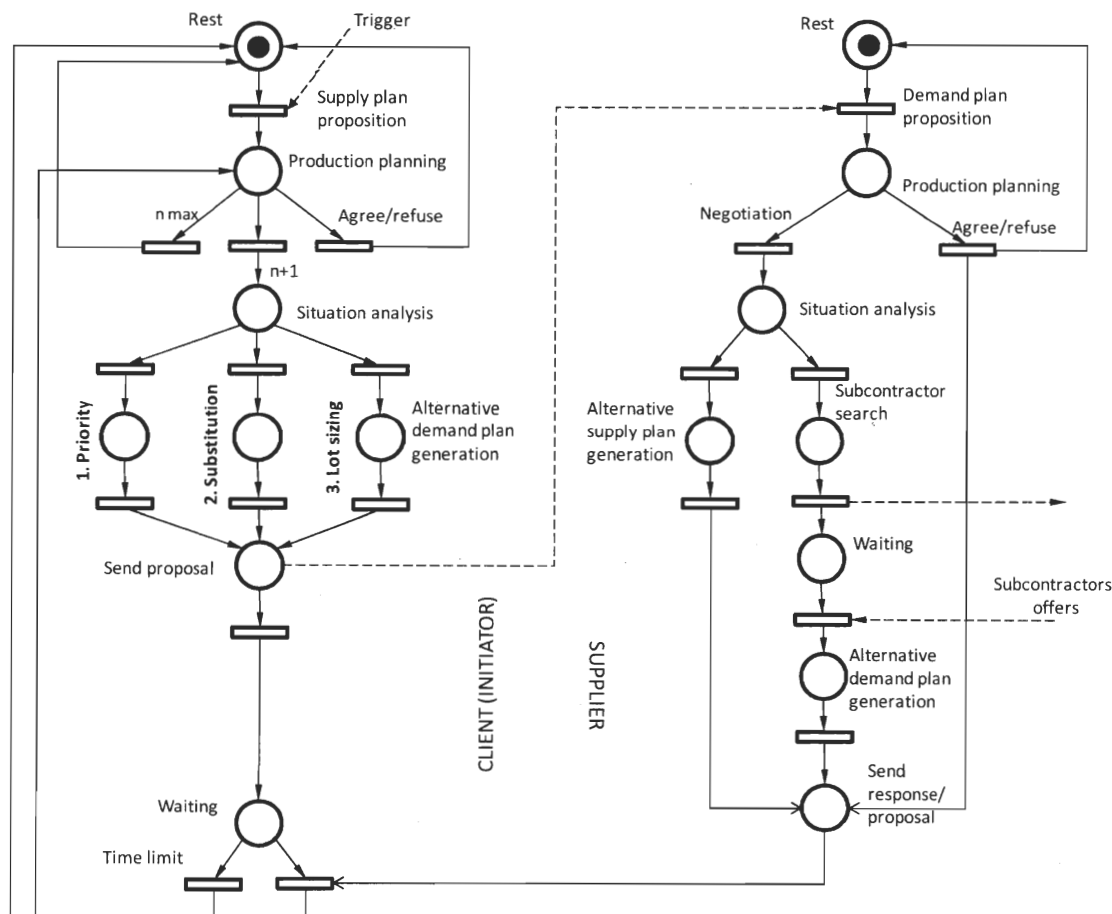 Rest
Trigger
Supply plan
proposition
Production planning
n max
Agree/refuse
n+1
Situation analysis
1. Priority
2. Substitution
3. Lot sizing
Alternative
demand plan
generation
Send proposal
CLIENT (INITIATOR)
Waiting
Time limit
Rest
Demand plan
proposition
Production planning
Negotiation
Agree/refuse
Situation analysis
Alternative
supply plan
generation
Subcontractor
search
Waiting
Subcontractors
offers
SUPPLIER
Alternative
demand plan
generation
Send
response/
proposal